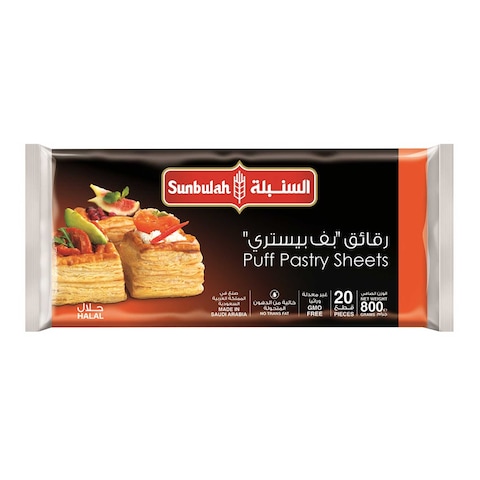 Sunbulah السنبلة
رقائق "بف بيستري"
Puff Pastry Sheets
حلال
HALAL
صنع في
المملكة العربية
السعودية
MADE IN
SAUDI ARABIA
خالية من الدهون
المتحولة
NO TRANS FAT
غير معدلة
وراثيا
GMO
FREE
20
قطعة
PIECES
الوزن الصافي
NET WEIGHT
800
GRAMS جرام